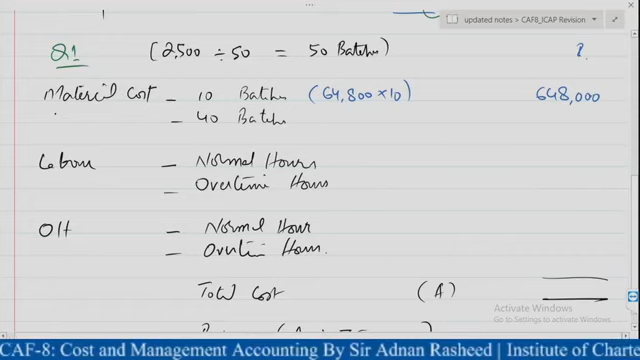 updated notes > CAF8_ICAP Revision
Q1 (2,500 ÷ 50 = 50 Batches) ?
Material Cost – 10 Batches (64,800 × 10) 648,000
– 40 Batches
Labour – Normal Hours
– Overtime Hours
OH – Normal Hour
– Overtime Hours.
Total Cost (A)
Activate Windows
Go to Settings to activate Windows.
CAF-8: Cost and Management Accounting By Sir Adnan Rasheed | Institute of Charte